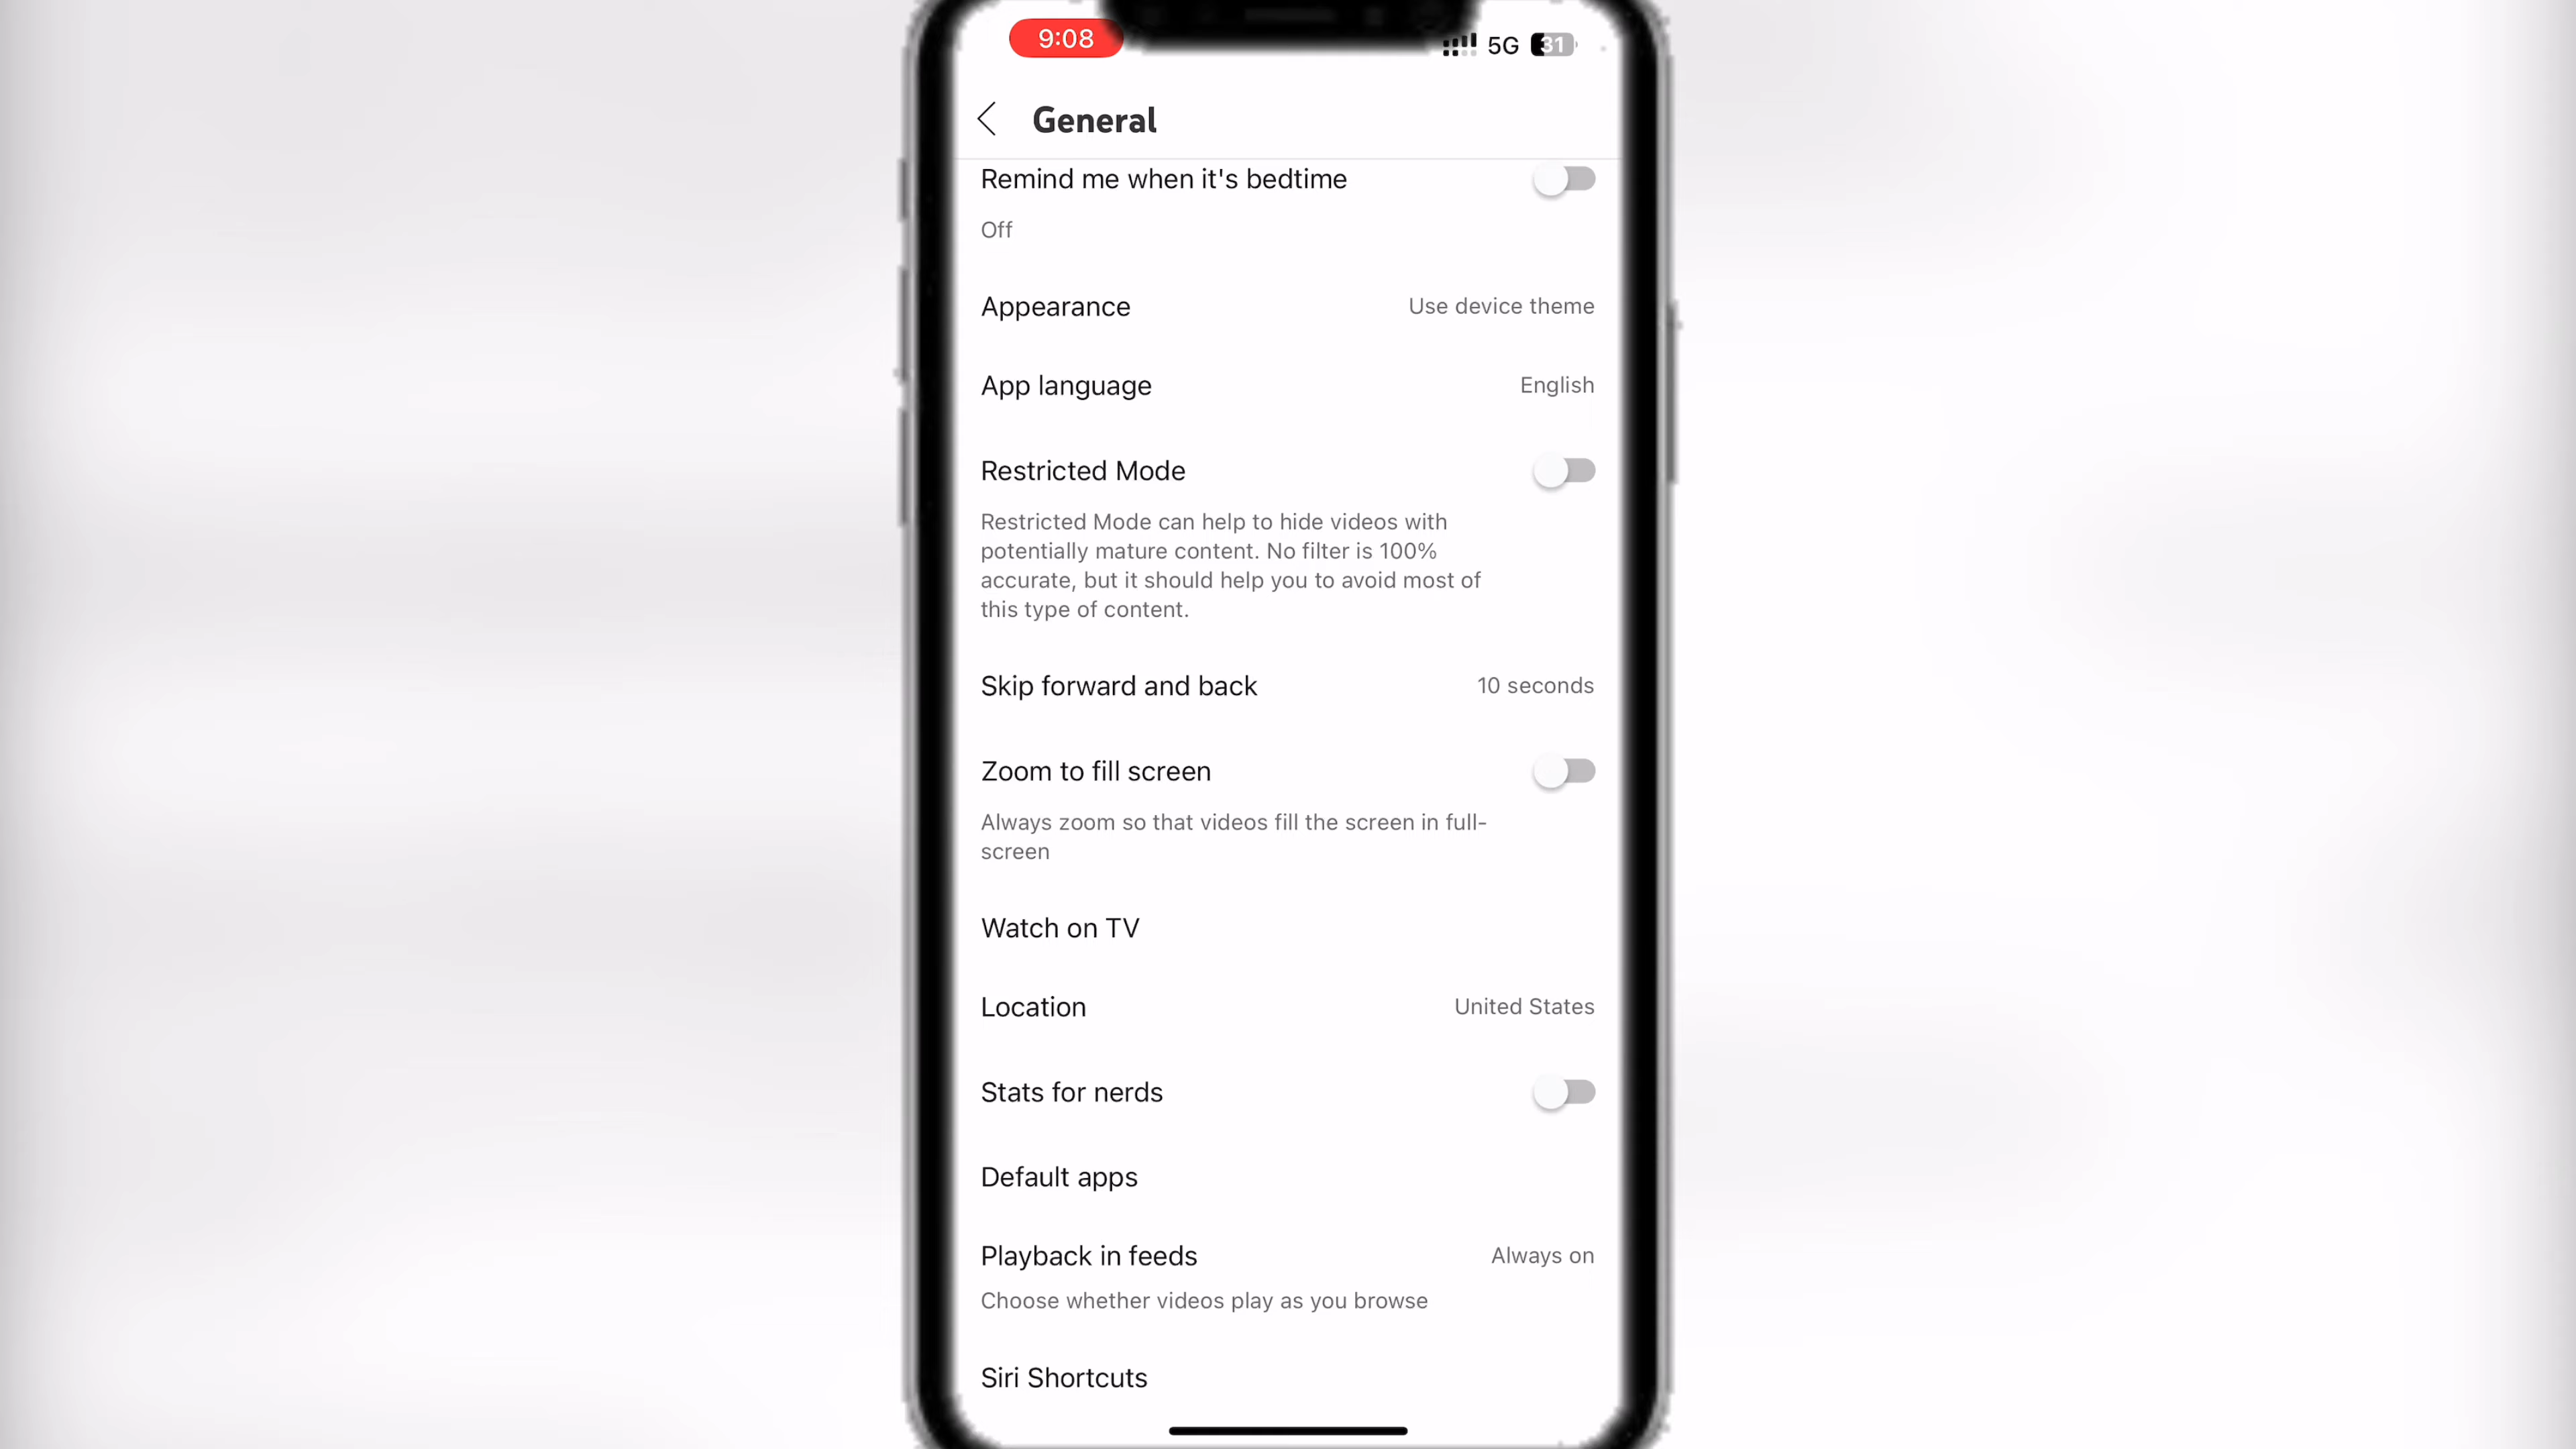 9:08
5G 31
General
Remind me when it's bedtime
Off
Appearance Use device theme
App language English
Restricted Mode
Restricted Mode can help to hide videos with
potentially mature content. No filter is 100%
accurate, but it should help you to avoid most of
this type of content.
Skip forward and back 10 seconds
Zoom to fill screen
Always zoom so that videos fill the screen in full-
screen
Watch on TV
Location United States
Stats for nerds
Default apps
Playback in feeds Always on
Choose whether videos play as you browse
Siri Shortcuts